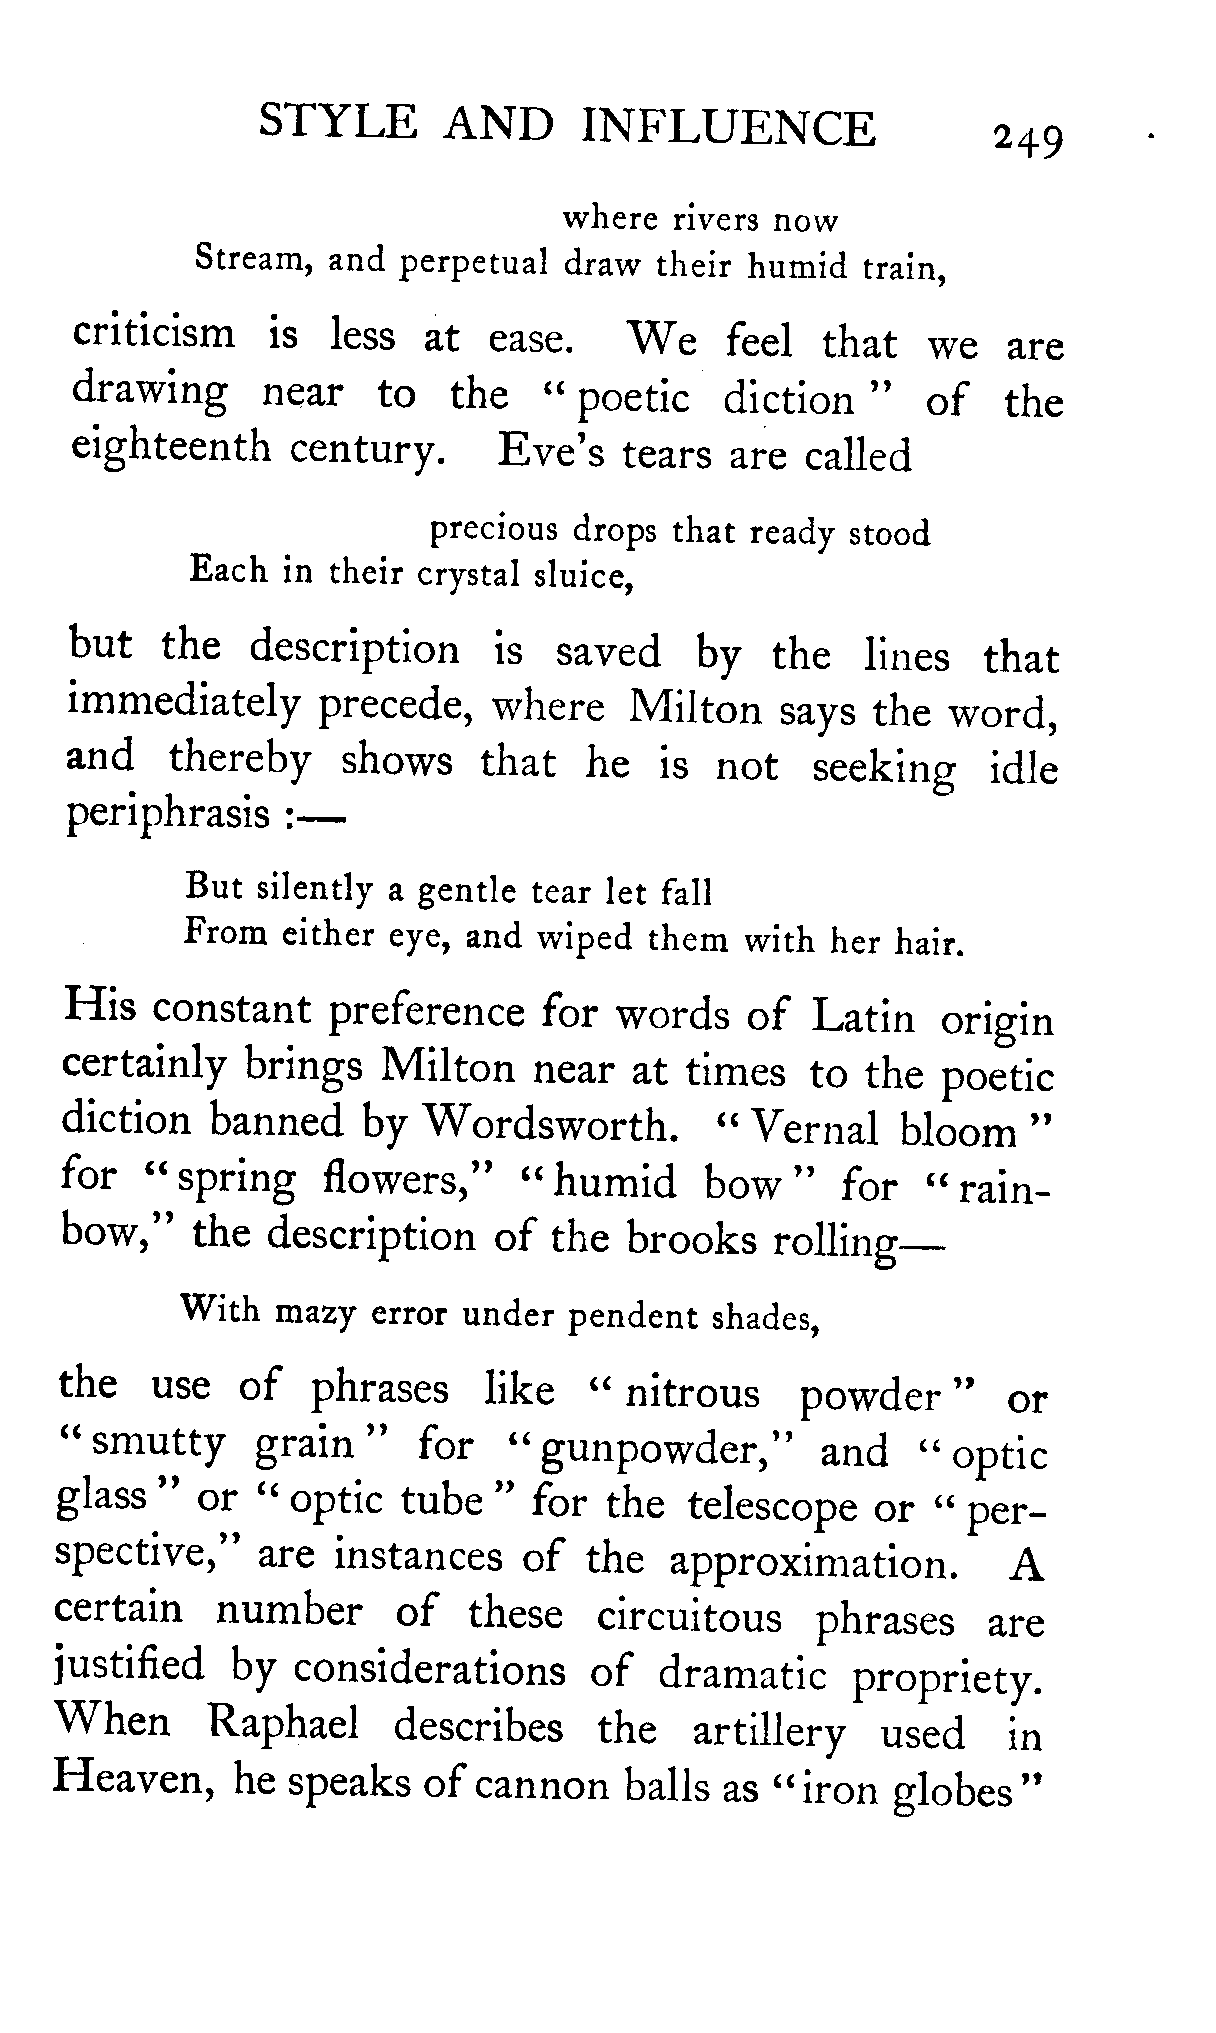 STYLE AND INFLUENCE 249
where rivers now
Stream, and perpetual draw their humid train,
criticism is less at ease. We feel that we are
drawing near to the “ poetic diction ” of the
eighteenth century. Eve’s tears are called
precious drops that ready stood
Each in their crystal sluice,
but the description is saved by the lines that
immediately precede, where Milton says the word,
and thereby shows that he is not seeking idle
periphrasis :—
But silently a gentle tear let fall
From either eye, and wiped them with her hair.
His constant preference for words of Latin origin
certainly brings Milton near at times to the poetic
diction banned by Wordsworth. “ Vernal bloom ”
for “ spring flowers,” “ humid bow ” for “ rain-
bow,” the description of the brooks rolling—
With mazy error under pendent shades,
the use of phrases like “ nitrous powder ” or
“ smutty grain ” for “ gunpowder,” and “ optic
glass ” or “ optic tube ” for the telescope or “ per-
spective,” are instances of the approximation. A
certain number of these circuitous phrases are
justified by considerations of dramatic propriety.
When Raphael describes the artillery used in
Heaven, he speaks of cannon balls as “ iron globes ”